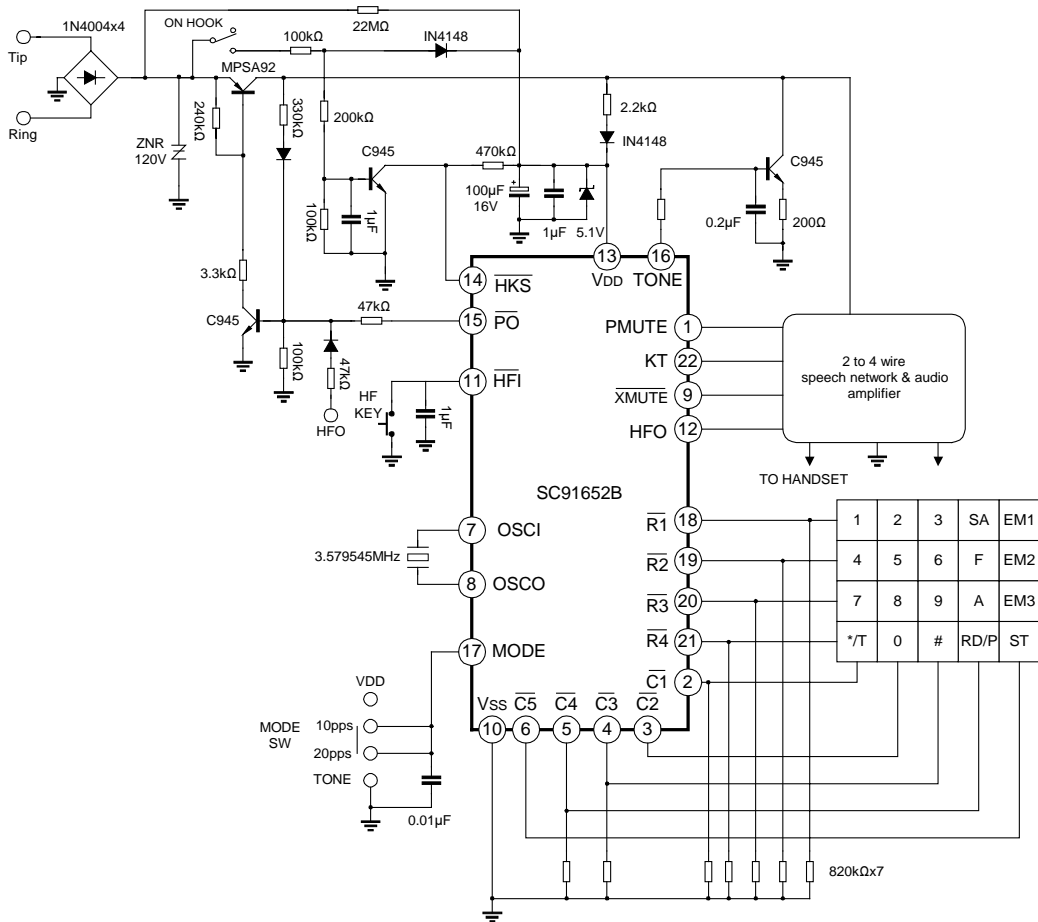 1N4004x4
Tip
Ring
ON HOOK
22MΩ
100kΩ
IN4148
MPSA92
240kΩ
330kΩ
200kΩ
ZNR
120V
C945
470kΩ
100kΩ
1µF
100µF
16V
+
1µF
5.1V
2.2kΩ
IN4148
C945
0.2µF
200Ω
3.3kΩ
C945
47kΩ
100kΩ
47kΩ
HFO
HF
KEY
1µF
13
VDD
16
TONE
14
HKS
15
PO
11
HFI
PMUTE
1
KT
22
XMUTE
9
HFO
12
2 to 4 wire
speech network & audio
amplifier
TO HANDSET
SC91652B
3.579545MHz
7
OSCI
8
OSCO
17
MODE
R1
18
R2
19
R3
20
R4
21
C1
2
VSS
10
C5
6
C4
5
C3
4
C2
3
VDD
MODE
SW
10pps
20pps
TONE
0.01µF
1 2 3 SA EM1
4 5 6 F EM2
7 8 9 A EM3
*/T 0 # RD/P ST
820kΩx7